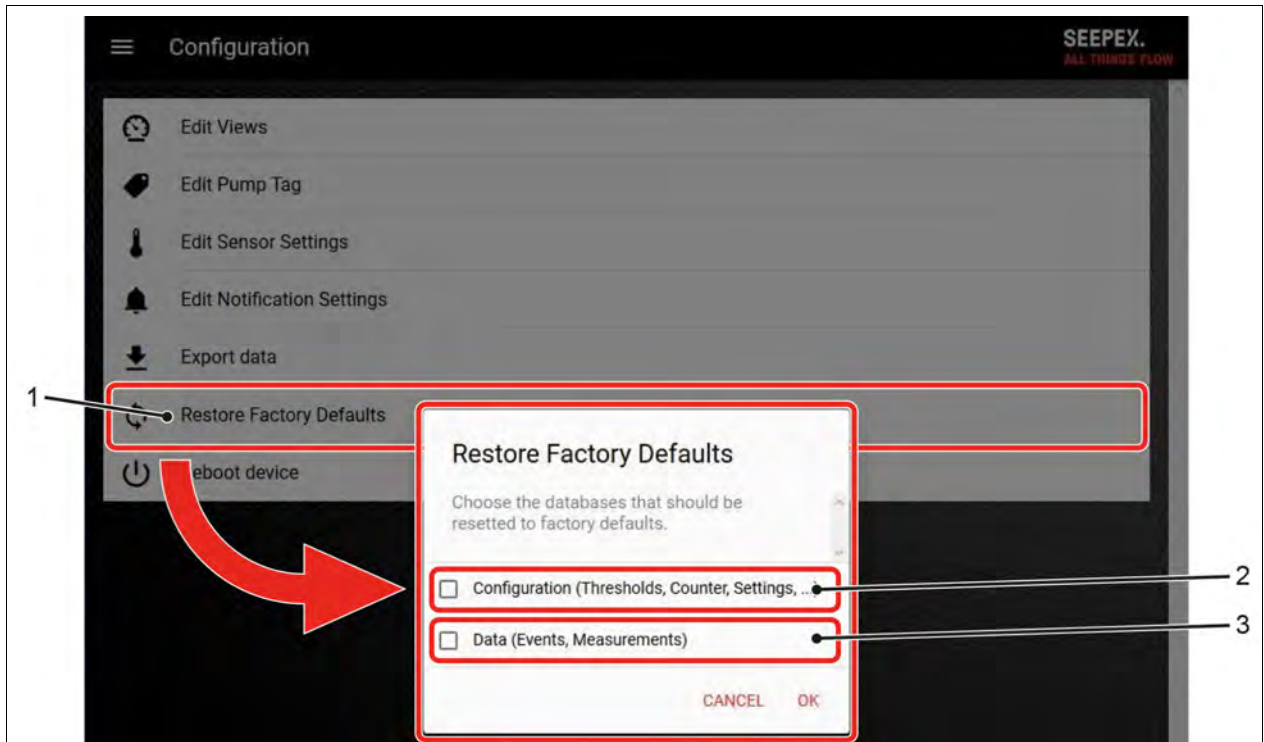 Configuration
SEEPEX.
ALL THINGS FLOW
Edit Views
Edit Pump Tag
Edit Sensor Settings
Edit Notification Settings
Export data
1
Restore Factory Defaults
eboot device
Restore Factory Defaults
Choose the databases that should be
resetted to factory defaults.
Configuration (Thresholds, Counter, Settings, ...)
2
Data (Events, Measurements)
3
CANCEL OK